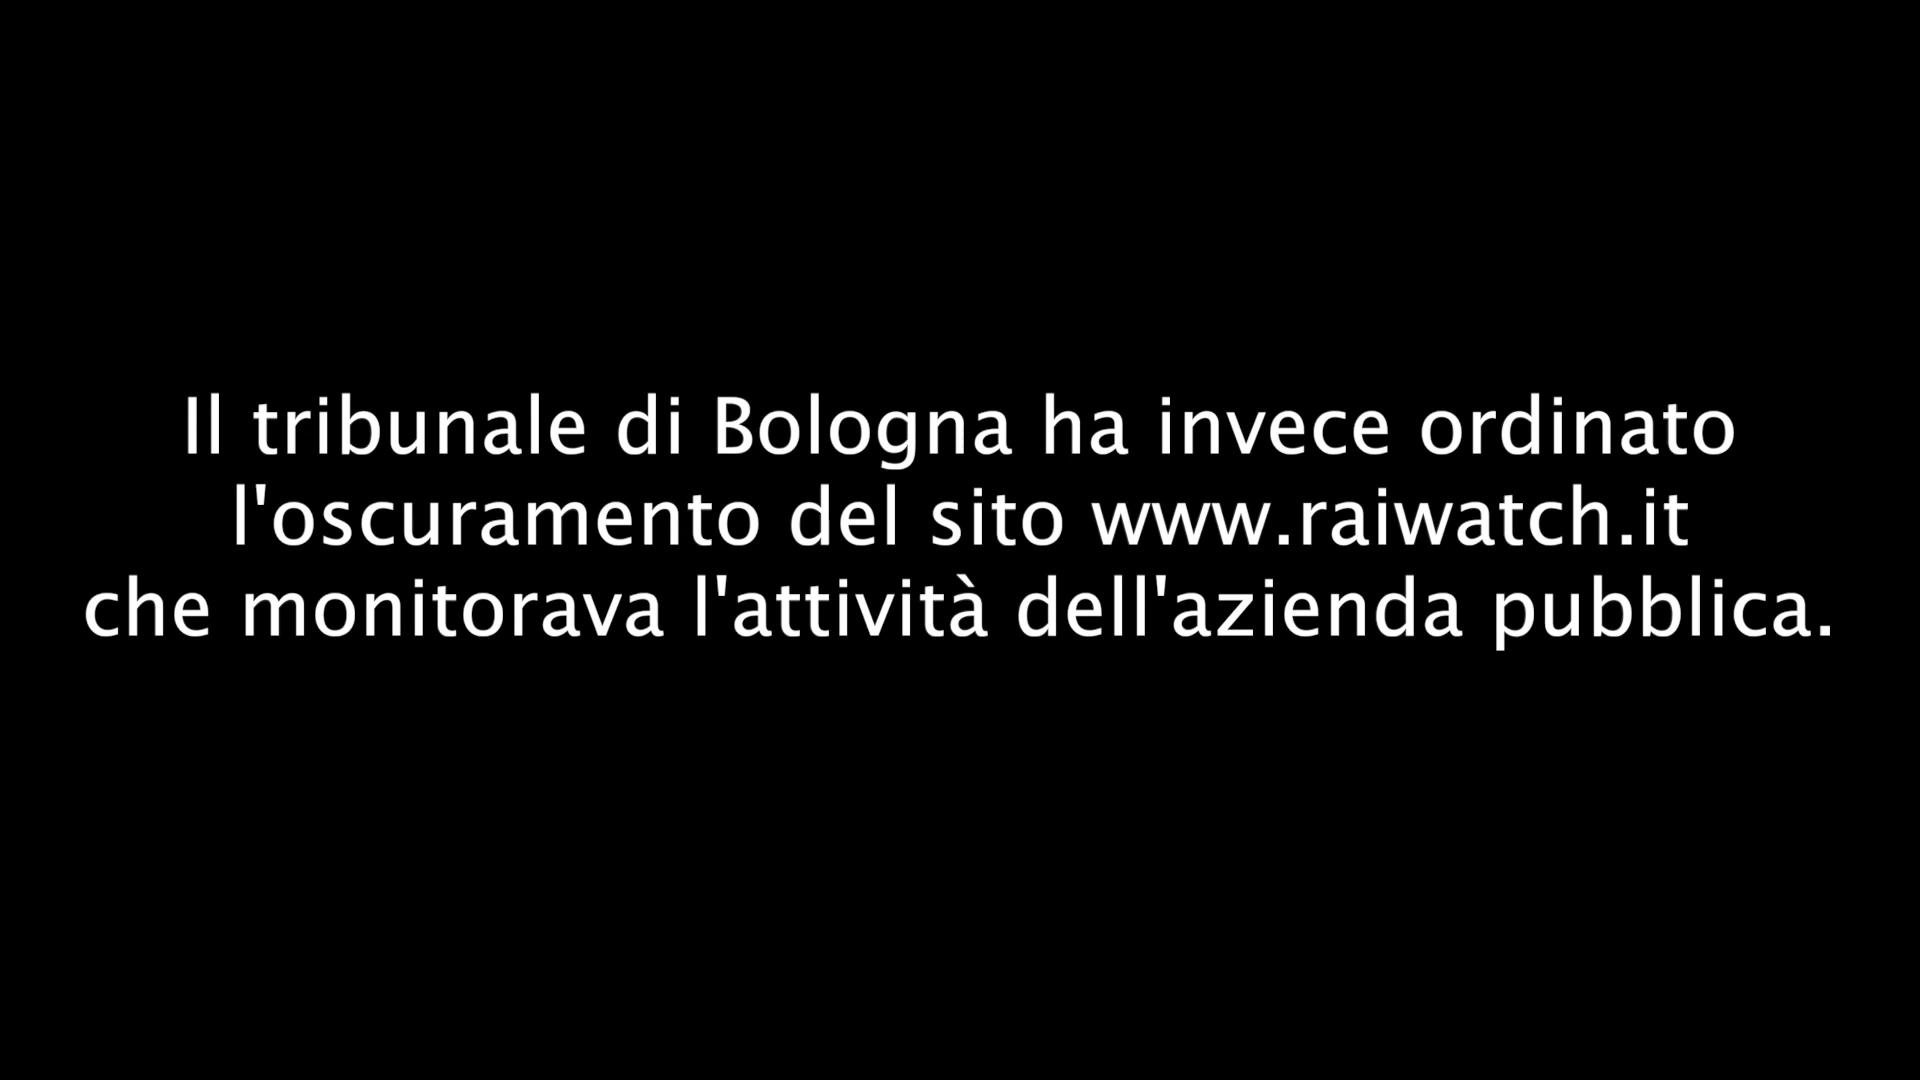 Il tribunale di Bologna ha invece ordinato
l'oscuramento del sito www.raiwatch.it
che monitorava l'attività dell'azienda pubblica.